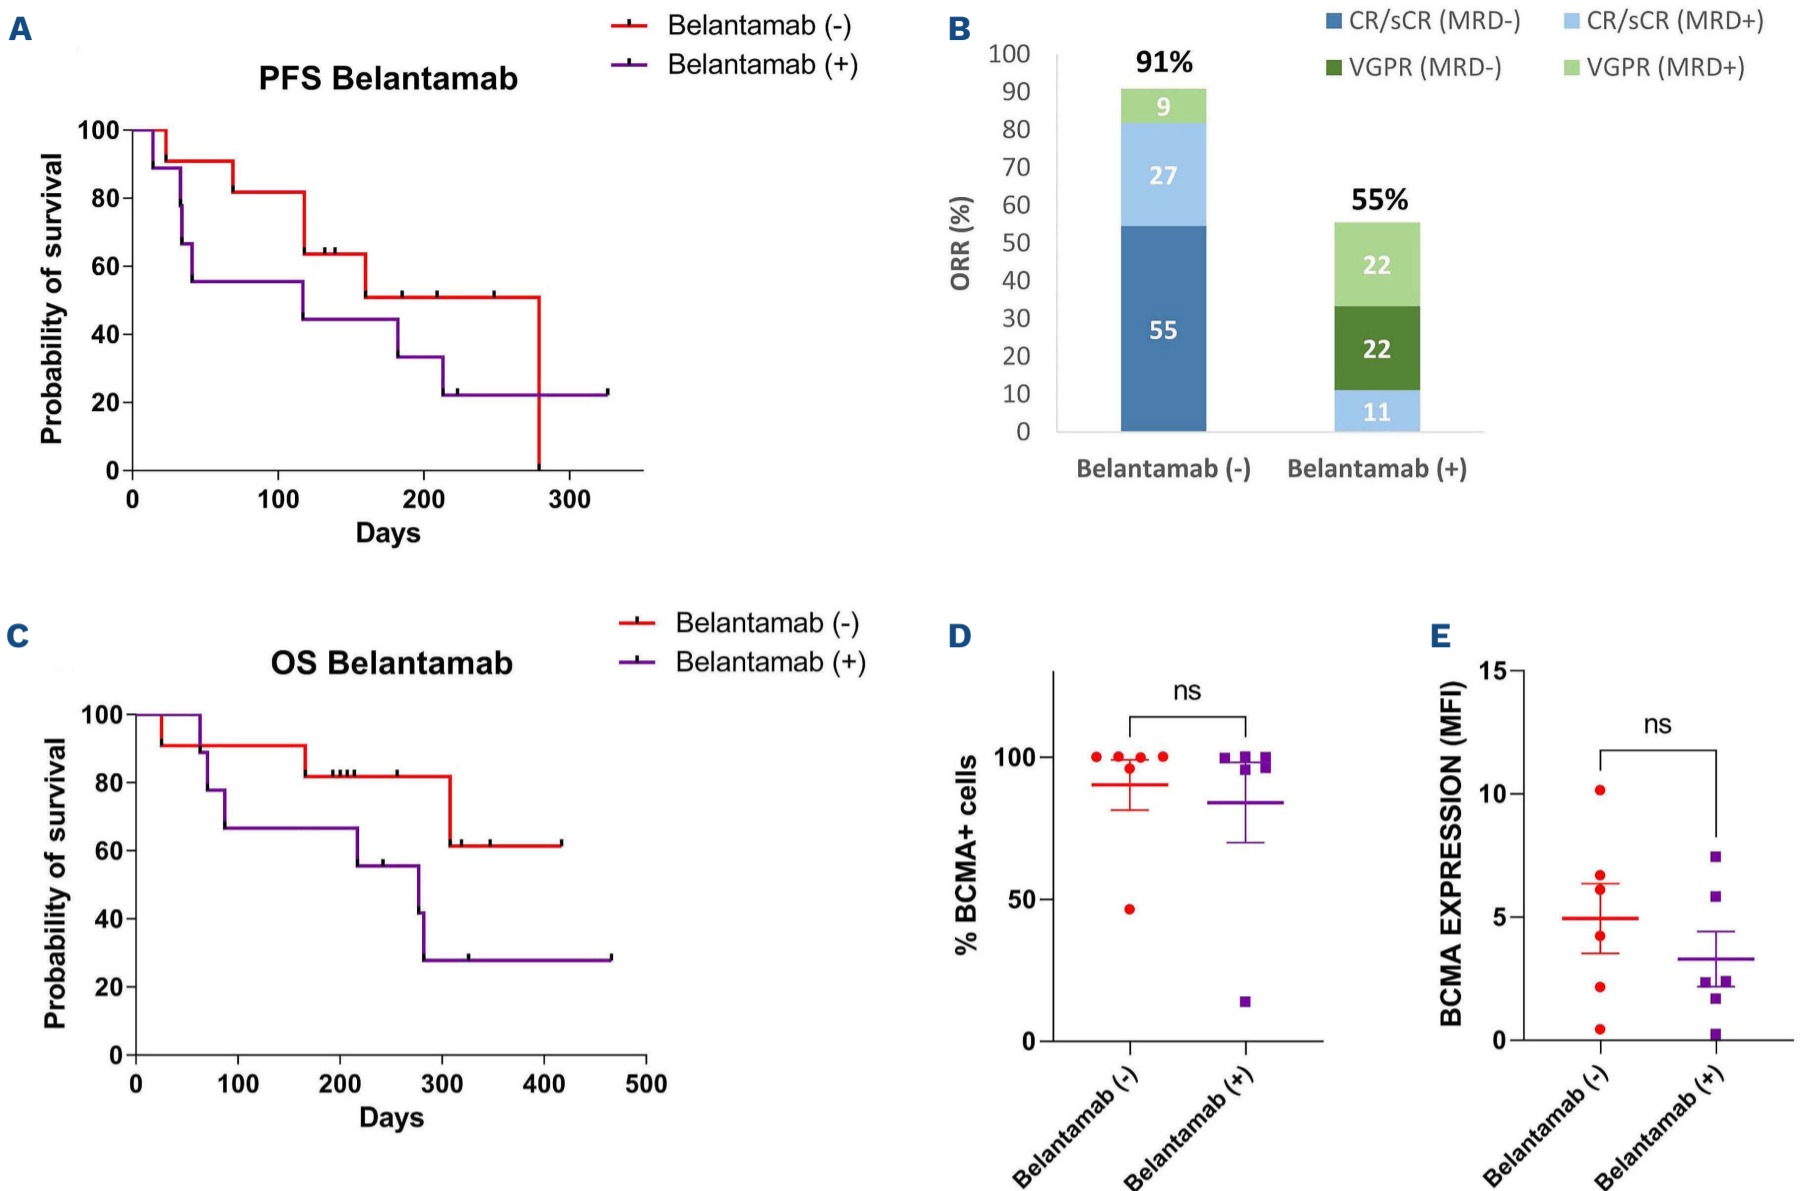 A
PFS Belantamab
Belantamab (-)
Belantamab (+)
Probability of survival
100
80
60
40
20
0
0 100 200 300
Days
B
CR/sCR (MRD-) CR/sCR (MRD+)
VGPR (MRD-) VGPR (MRD+)
ORR (%)
100
90
80
70
60
50
40
30
20
10
0
91%
9
27
55
55%
22
22
11
Belantamab (-) Belantamab (+)
C
OS Belantamab
Belantamab (-)
Belantamab (+)
Probability of survival
100
80
60
40
20
0
0 100 200 300 400 500
Days
D
ns
% BCMA+ cells
100
50
0
Belantamab (-)
Belantamab (+)
E
ns
BCMA EXPRESSION (MFI)
15
10
5
0
Belantamab (-)
Belantamab (+)